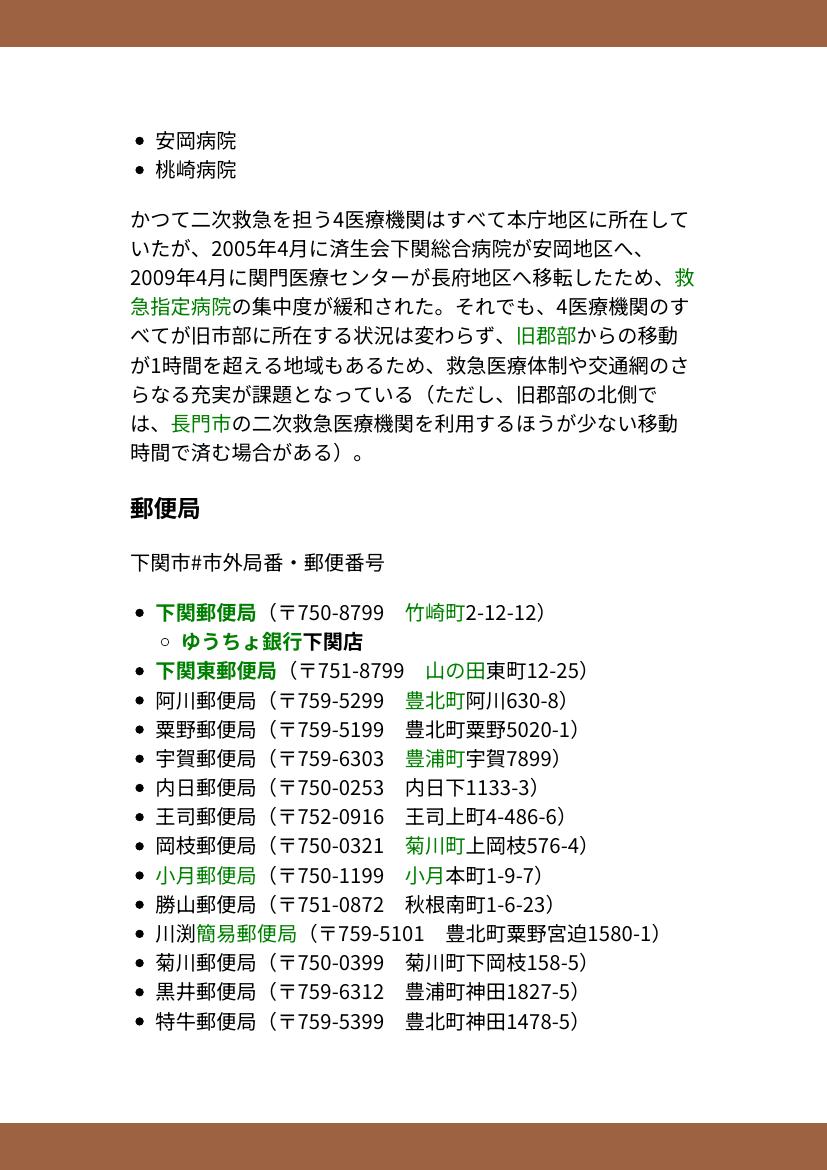 安岡病院
桃崎病院
かつて二次救急を担う4医療機関はすべて本庁地区に所在して
いたが、2005年4月に済生会下関総合病院が安岡地区へ、
2009年4月に関門医療センターが長府地区へ移転したため、救
急指定病院の集中度が緩和された。それでも、4医療機関のす
べてが旧市部に所在する状況は変わらず、旧郡部からの移動
が1時間を超える地域もあるため、救急医療体制や交通網のさ
らなる充実が課題となっている（ただし、旧郡部の北側で
は、長門市の二次救急医療機関を利用するほうが少ない移動
時間で済む場合がある）。
郵便局
下関市#市外局番・郵便番号
下関郵便局（〒750-8799　竹崎町2-12-12）
ゆうちょ銀行下関店
下関東郵便局（〒751-8799　山の田東町12-25）
阿川郵便局（〒759-5299　豊北町阿川630-8）
粟野郵便局（〒759-5199　豊北町粟野5020-1）
宇賀郵便局（〒759-6303　豊浦町宇賀7899）
内日郵便局（〒750-0253　内日下1133-3）
王司郵便局（〒752-0916　王司上町4-486-6）
岡枝郵便局（〒750-0321　菊川町上岡枝576-4）
小月郵便局（〒750-1199　小月本町1-9-7）
勝山郵便局（〒751-0872　秋根南町1-6-23）
川渕簡易郵便局（〒759-5101　豊北町粟野宮迫1580-1）
菊川郵便局（〒750-0399　菊川町下岡枝158-5）
黒井郵便局（〒759-6312　豊浦町神田1827-5）
特牛郵便局（〒759-5399　豊北町神田1478-5）